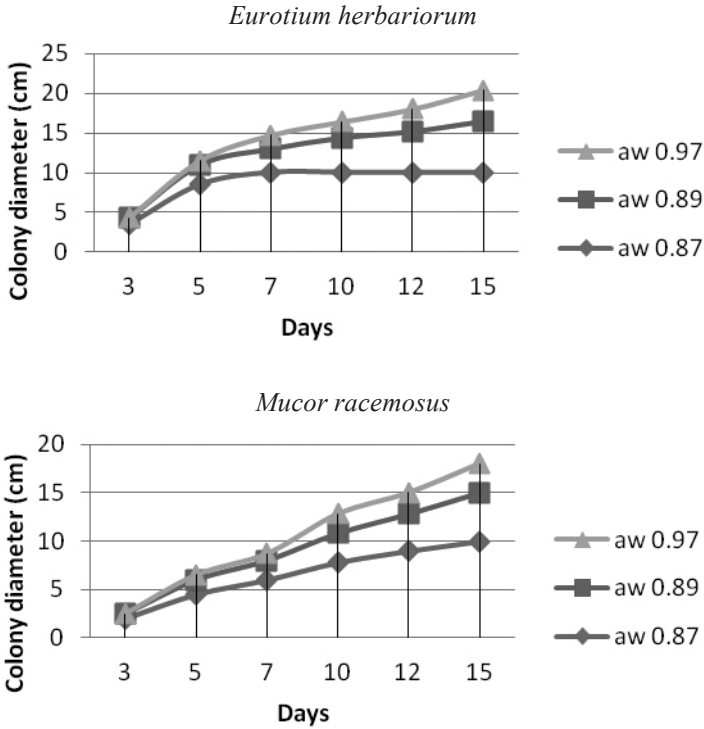 Eurotium herbariorum
Colony diameter (cm)
25
20
15
10
5
0
3 5 7 10 12 15
Days
aw 0.97
aw 0.89
aw 0.87
Mucor racemosus
Colony diameter (cm)
20
15
10
5
0
3 5 7 10 12 15
Days
aw 0.97
aw 0.89
aw 0.87